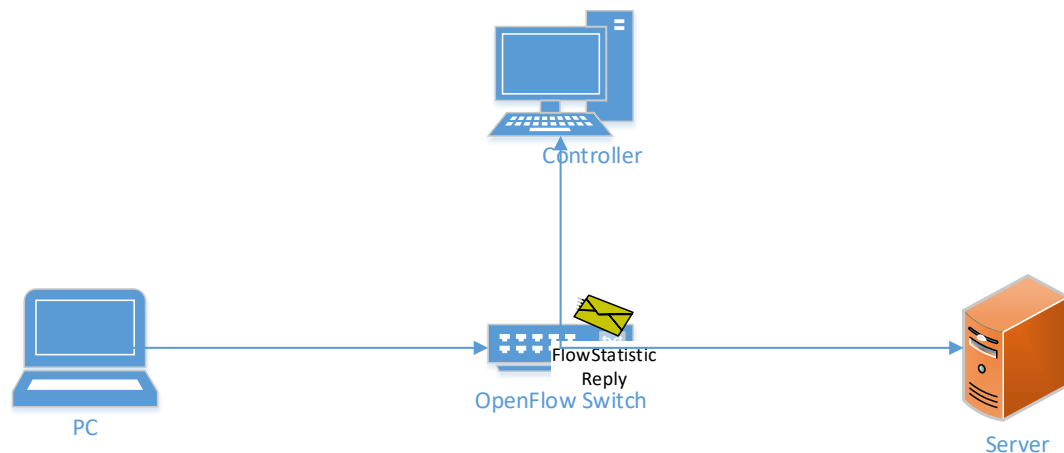 Controller
FlowStatistic
Reply
OpenFlow Switch
PC
Server